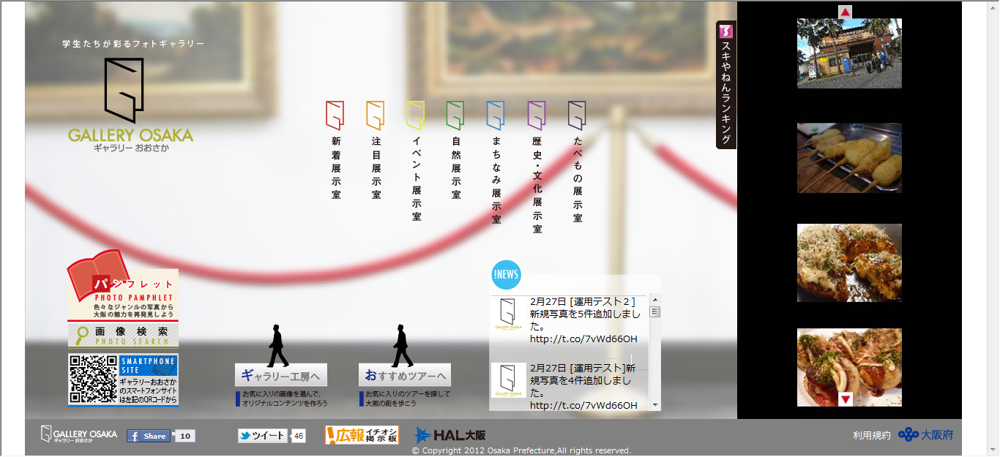 学生たちが彩るフォトギャラリー
GALLERY OSAKA
ギャラリー おおさか
新着展示室
注目展示室
イベント展示室
自然展示室
まちなみ展示室
歴史・文化展示室
たべもの展示室
スキやねんランキング
パンフレット
PHOTO PAMPHLET
色々なジャンルの写真から
大阪の魅力を再発見しよう
画像検索
PHOTO SEARCH
SMARTPHONE
SITE
ギャラリーおおさか
のスマートフォンサイト
は左記のQRコードから
ギャラリー工房へ
お気に入りの画像を選んで、
オリジナルコンテンツを作ろう
おすすめツアーへ
お気に入りのツアーを探して
大阪の街を歩こう
!NEWS
2月27日 [運用テスト２]
新規写真を5件追加しまし
た。
http://t.co/7vWd66OH
GALLERY OSAKA
2月27日 [運用テスト]新
規写真を4件追加しまし
た。
http://t.co/7vWd66OH
GALLERY OSAKA
GALLERY OSAKA
ギャラリー おおさか
Share
10
ツイート
46
!広報イチオシ掲示板
HAL大阪
利用規約
大阪府
© Copyright 2012 Osaka Prefecture,All rights reserved.